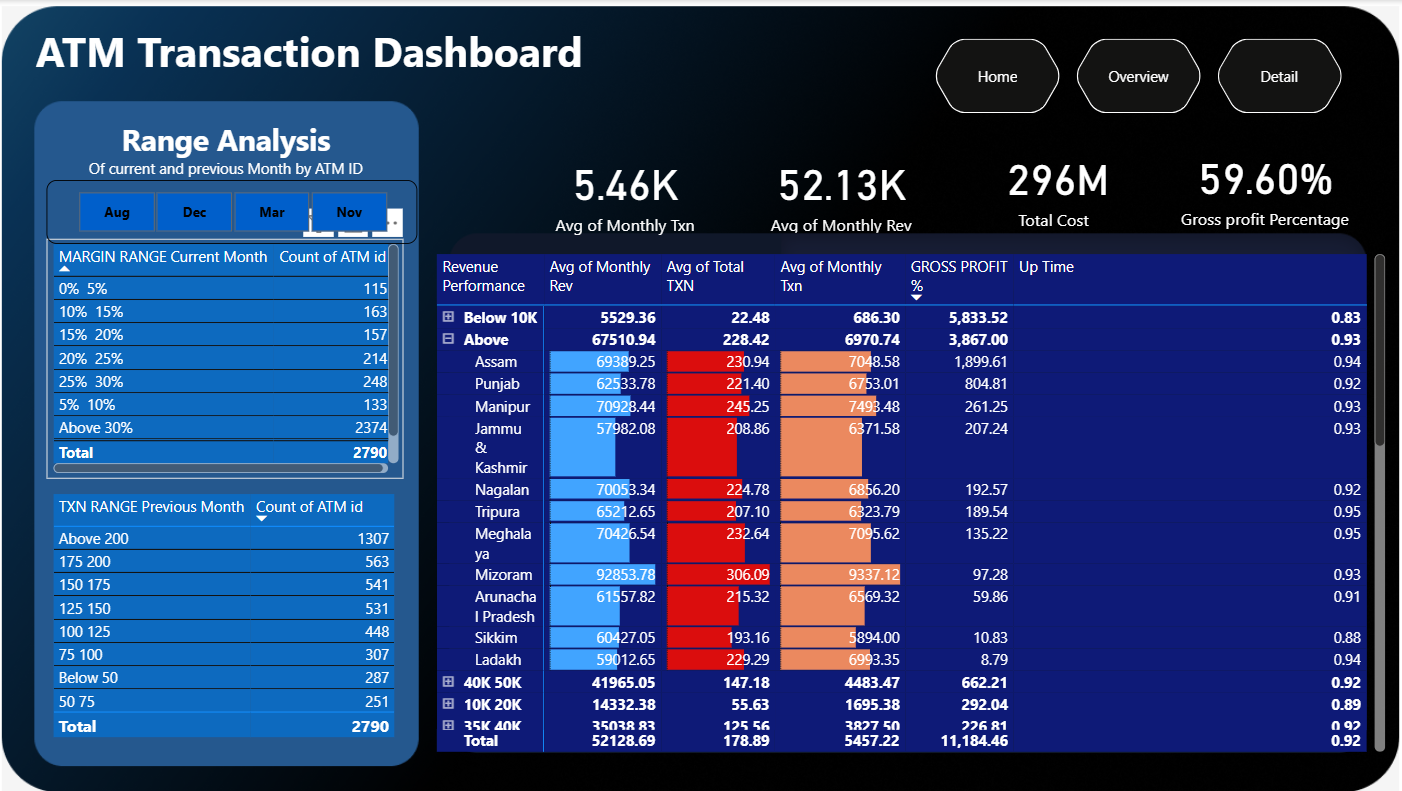 ATM Transaction Dashboard
Home
Overview
Detail
Range Analysis
Of current and previous Month by ATM ID
Aug Dec Mar Nov
MARGIN RANGE Current Month Count of ATM id
0% 5% 115
10% 15% 163
15% 20% 157
20% 25% 214
25% 30% 248
5% 10% 133
Above 30% 2374
Total 2790
TXN RANGE Previous Month Count of ATM id
Above 200 1307
175 200 563
150 175 541
125 150 531
100 125 448
75 100 307
Below 50 287
50 75 251
Total 2790
5.46K
Avg of Monthly Txn
52.13K
Avg of Monthly Rev
296M
Total Cost
59.60%
Gross profit Percentage
Revenue Avg of Monthly Avg of Total Avg of Monthly GROSS PROFIT Up Time
Performance Rev TXN Txn %
Below 10K 5529.36 22.48 686.30 5,833.52 0.83
Above 67510.94 228.42 6970.74 3,867.00 0.93
Assam 69389.25 230.94 7048.58 1,899.61 0.94
Punjab 62533.78 221.40 6753.01 804.81 0.92
Manipur 70928.44 245.25 7493.48 261.25 0.93
Jammu 57982.08 208.86 6371.58 207.24 0.93
&
Kashmir
Nagalan 70053.34 224.78 6856.20 192.57 0.92
Tripura 65212.65 207.10 6323.79 189.54 0.95
Meghala 70426.54 232.64 7095.62 135.22 0.95
ya
Mizoram 92853.78 306.09 9337.12 97.28 0.93
Arunacha 61557.82 215.32 6569.32 59.86 0.91
l Pradesh
Sikkim 60427.05 193.16 5894.00 10.83 0.88
Ladakh 59012.65 229.29 6993.35 8.79 0.94
40K 50K 41965.05 147.18 4483.47 662.21 0.92
10K 20K 14332.38 55.63 1695.38 292.04 0.89
35K 40K 35038.83 125.56 3827.50 226.81 0.92
Total 52128.69 178.89 5457.22 11,184.46 0.92